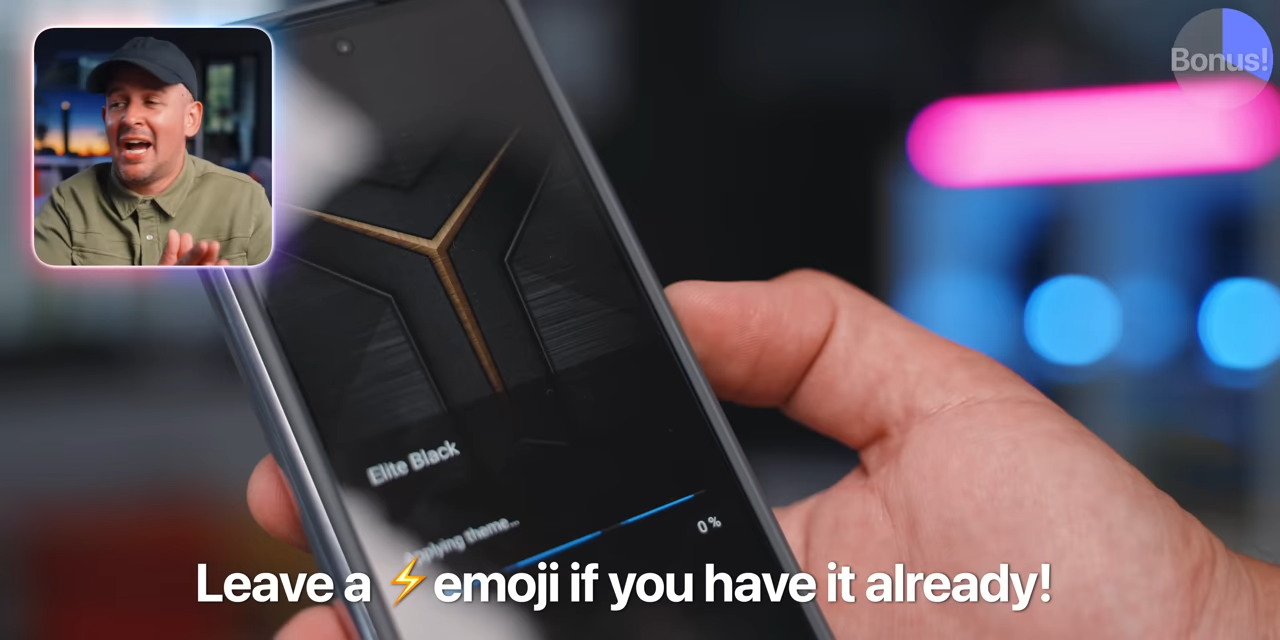 Bonus!
Elite Black
Applying theme...
0 %
Leave a ⚡ emoji if you have it already!